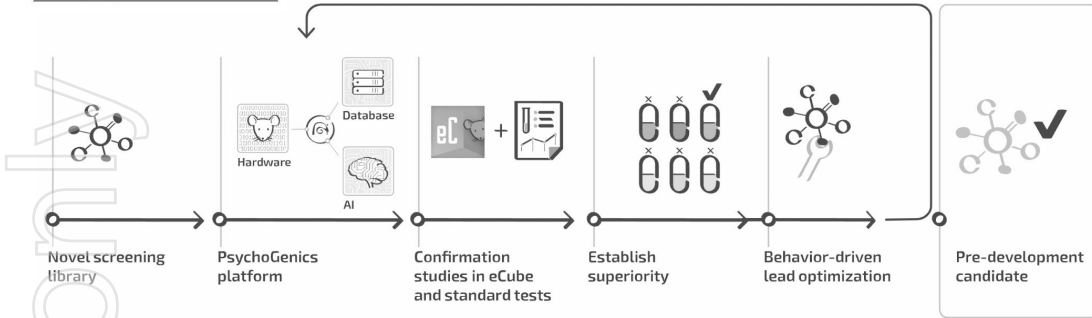 Database
Hardware
AI
eC
+
Novel screening
library
PsychoGenics
platform
Confirmation
studies in eCube
and standard tests
Establish
superiority
Behavior-driven
lead optimization
Pre-development
candidate
only